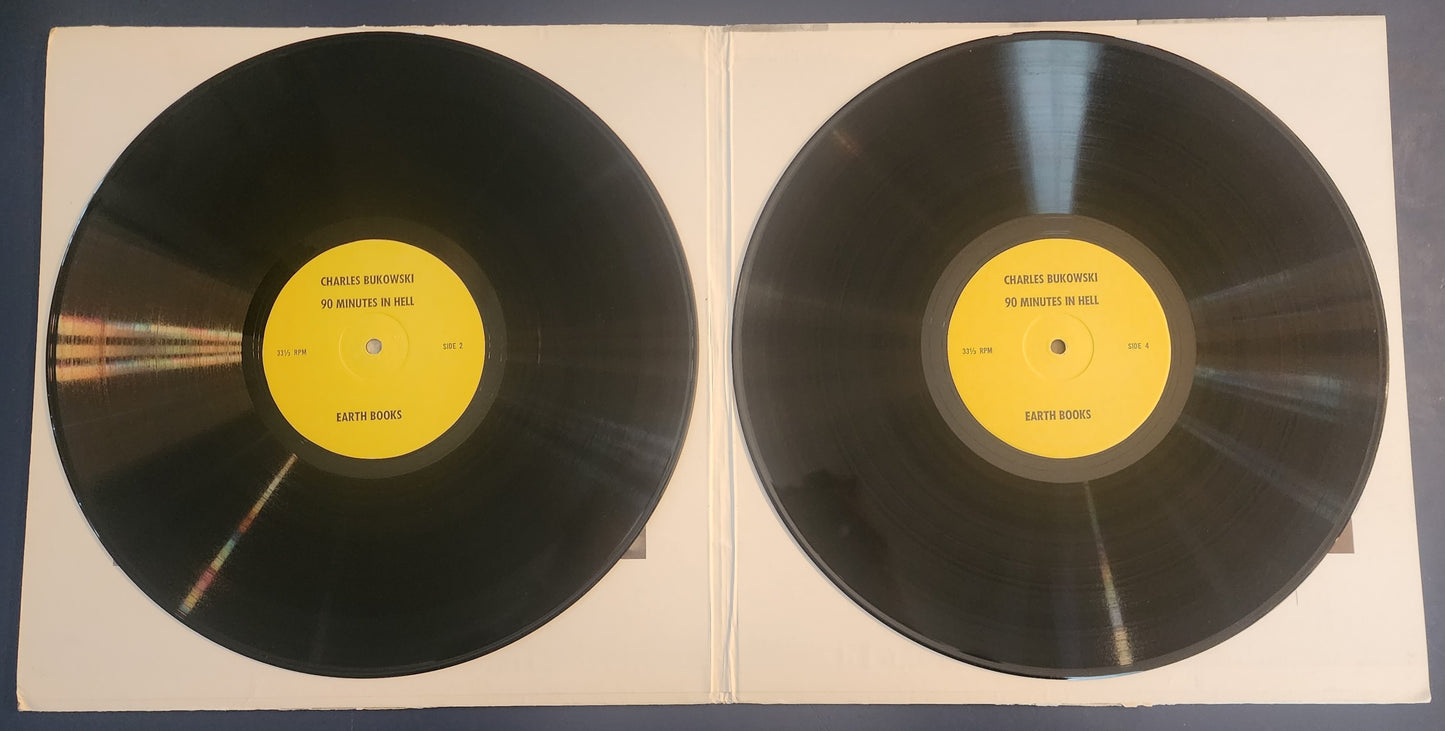 CHARLES BUKOWSKI
90 MINUTES IN HELL
33⅓ RPM
SIDE 2
EARTH BOOKS
CHARLES BUKOWSKI
90 MINUTES IN HELL
33⅓ RPM
SIDE 4
EARTH BOOKS